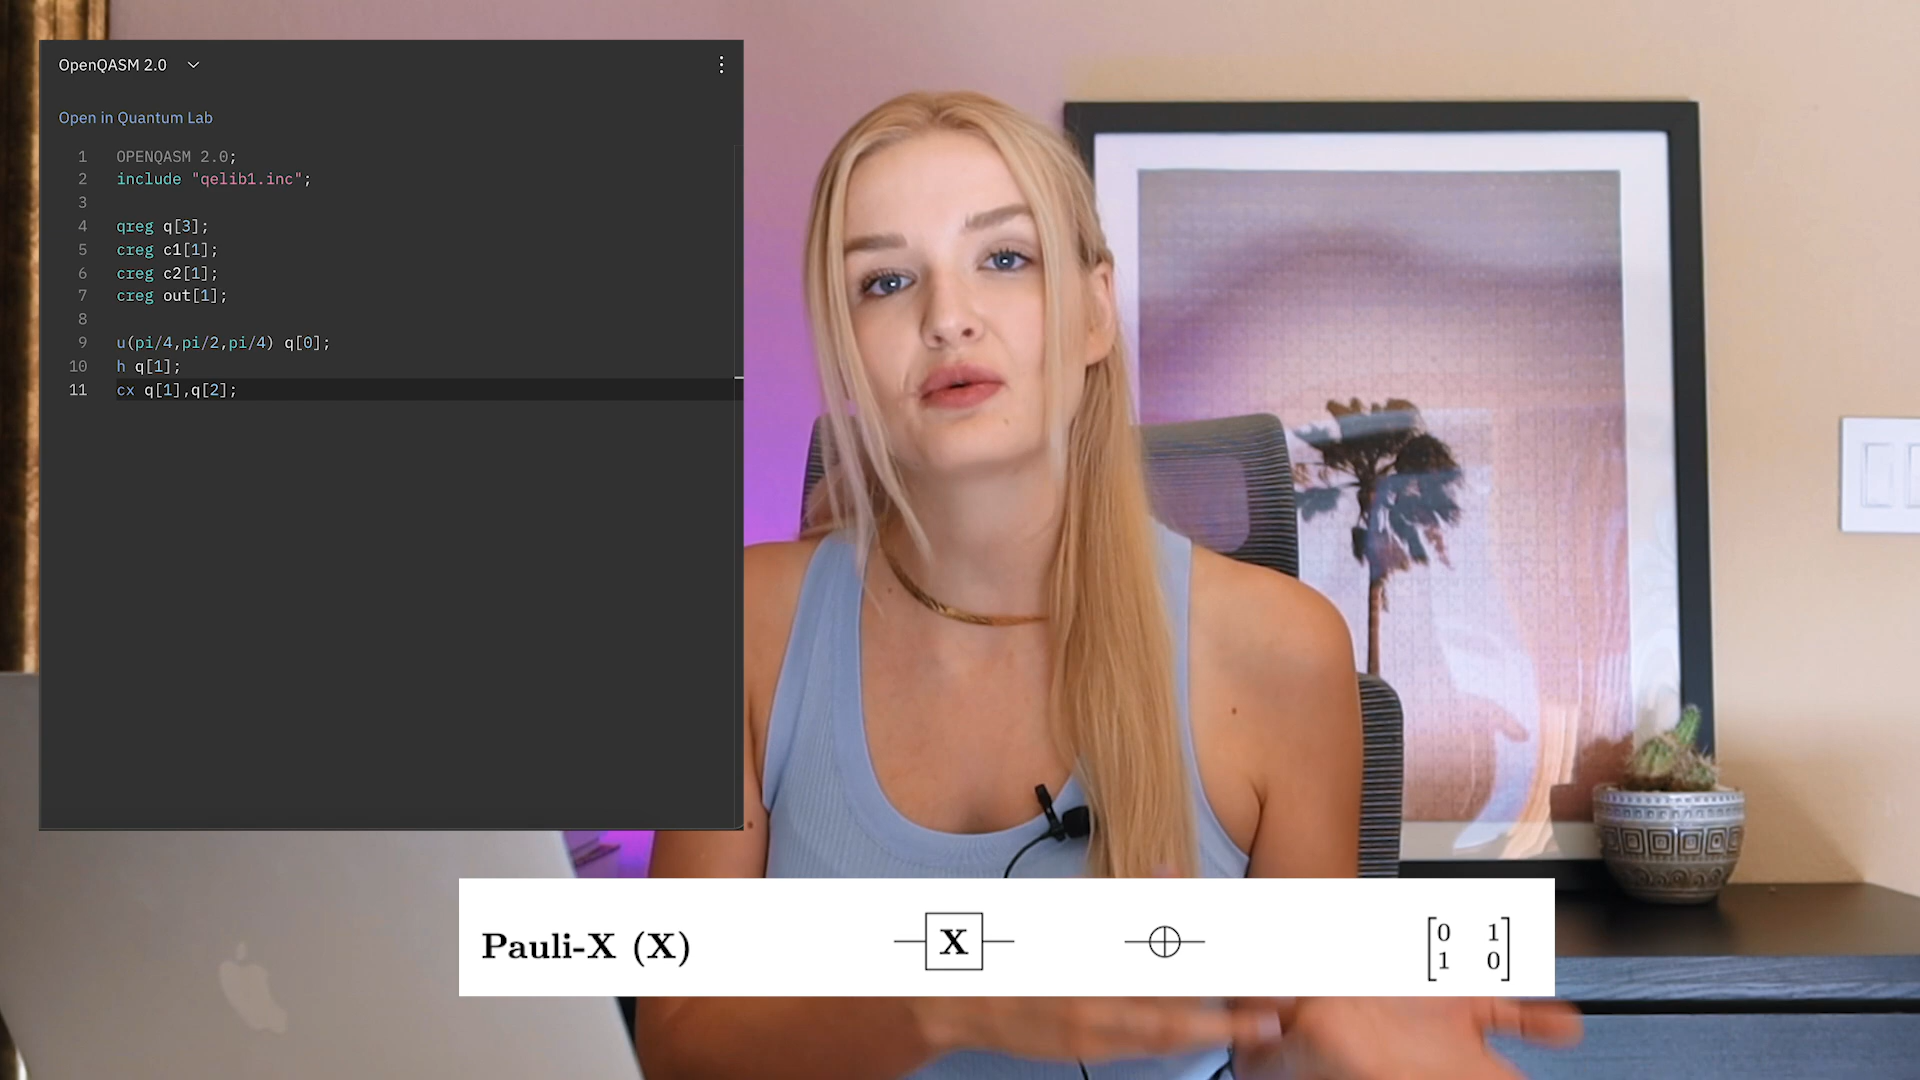 OpenQASM 2.0
Open in Quantum Lab
1 OPENQASM 2.0;
2 include "qelib1.inc";
3
4 qreg q[3];
5 creg c1[1];
6 creg c2[1];
7 creg out[1];
8
9 u(pi/4,pi/2,pi/4) q[0];
10 h q[1];
11 cx q[1],q[2];
Pauli-X (X) X 0 1
1 0